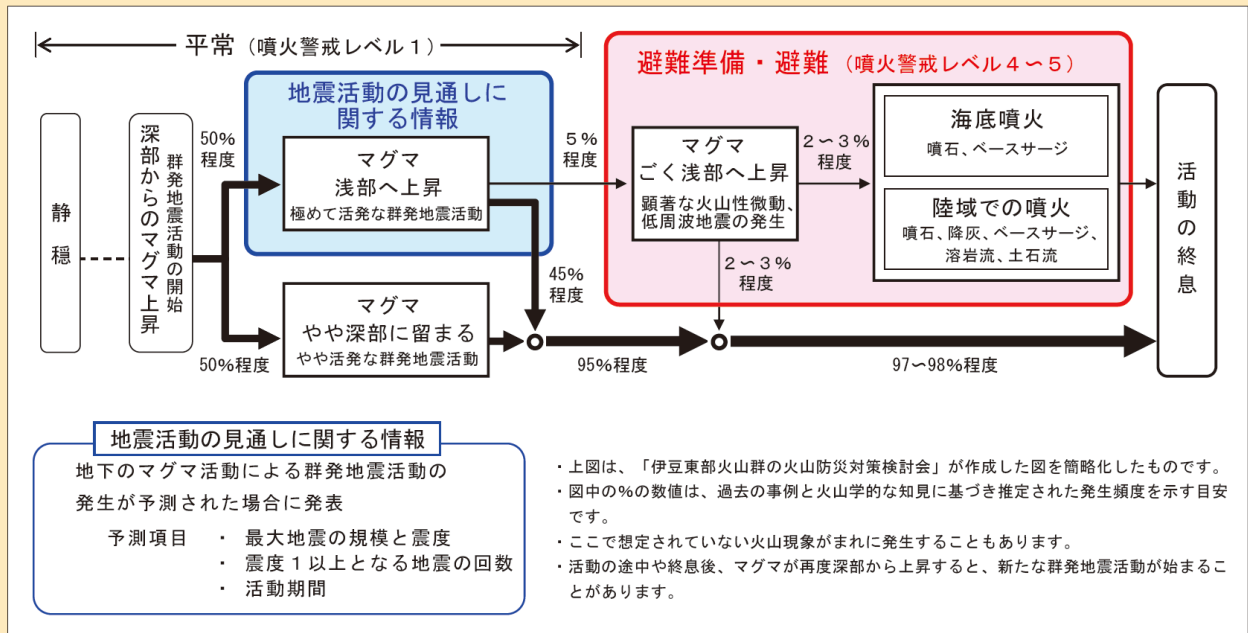 平常(噴火警戒レベル1)
静穏
深部からのマグマ上昇
群発地震活動の開始
50%
程度
50%程度
地震活動の見通しに
関する情報
マグマ
浅部へ上昇
極めて活発な群発地震活動
マグマ
やや深部に留まる
やや活発な群発地震活動
5%
程度
45%
程度
95%程度
避難準備・避難(噴火警戒レベル4〜5)
マグマ
ごく浅部へ上昇
顕著な火山性微動、
低周波地震の発生
2〜3%
程度
2〜3%
程度
海底噴火
噴石、ベースサージ
陸域での噴火
噴石、降灰、ベースサージ、
溶岩流、土石流
97〜98%程度
活動の終息
地震活動の見通しに関する情報
地下のマグマ活動による群発地震活動の
発生が予測された場合に発表
予測項目 ・ 最大地震の規模と震度
・ 震度1以上となる地震の回数
・ 活動期間
・上図は、「伊豆東部火山群の火山防災対策検討会」が作成した図を簡略化したものです。
・図中の%の数値は、過去の事例と火山学的な知見に基づき推定された発生頻度を示す目安
です。
・ここで想定されていない火山現象がまれに発生することもあります。
・活動の途中や終息後、マグマが再度深部から上昇すると、新たな群発地震活動が始まるこ
とがあります。